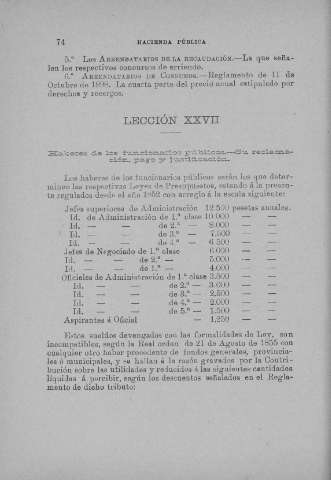 74 HACIENDA PÚBLICA
5.º Los ARRENDATARIOS DE LA RECAUDACIÓN.—La que seña-
len los respectivos concursos de arriendo.
6.º ARRENDATARIOS DE CONSUMOS.—Reglamento de 11 de
Octubre de 1898. La cuarta parte del precio anual estipulado por
derechos y recargos.
LECCIÓN XXVII
Haberes de los funcionarios públicos.—Su reclama-
ción, pago y justificación.
Los haberes de los funcionarios públicos serán los que deter-
minen las respectivas Leyes de Presupuestos, estando á la presen-
te regulados desde el año 1852 con arreglo á la escala siguiente:
Jefes superiores de Administración 12.500 pesetas anuales.
Id. de Administración de 1.ª clase 10.000 —
Id. — — de 2.ª — 8.000 —
Id. — — de 3.ª — 7.500 —
Id. — — de 4.ª — 6.500 —
Jefes de Negociado de 1.ª clase 6.000 —
Id. — — de 2.ª — 5.000 —
Id. — — de 3.ª — 4.000 —
Oficiales de Administración de 1.ª clase 3.500 —
Id. — — de 2.ª — 3.000 —
Id. — — de 3.ª — 2.500 —
Id. — — de 4.ª — 2.000 —
Id. — — de 5.ª — 1.500 —
Aspirantes á Oficial — 1.250 —
Estos sueldos devengados con las formalidades de Ley, son
incompatibles, según la Real orden de 21 de Agosto de 1855 con
cualquier otro haber procedente de fondos generales, provincia-
les ó municipales, y se hallan á la razón gravados por la Contri-
bución sobre las utilidades y reducidos á las siguientes cantidades
líquidas á percibir, según los descuentos señalados en el Regla-
mento de dicho tributo: